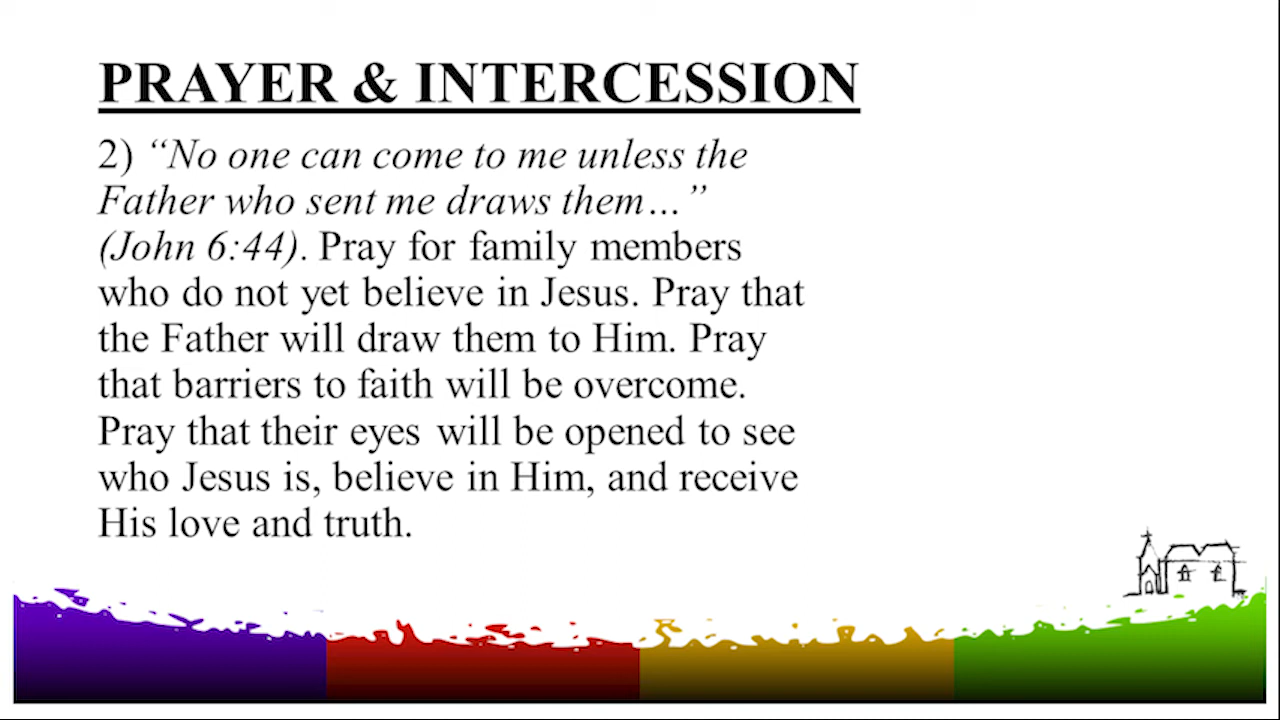 PRAYER & INTERCESSION
2) “No one can come to me unless the
Father who sent me draws them…”
(John 6:44). Pray for family members
who do not yet believe in Jesus. Pray that
the Father will draw them to Him. Pray
that barriers to faith will be overcome.
Pray that their eyes will be opened to see
who Jesus is, believe in Him, and receive
His love and truth.